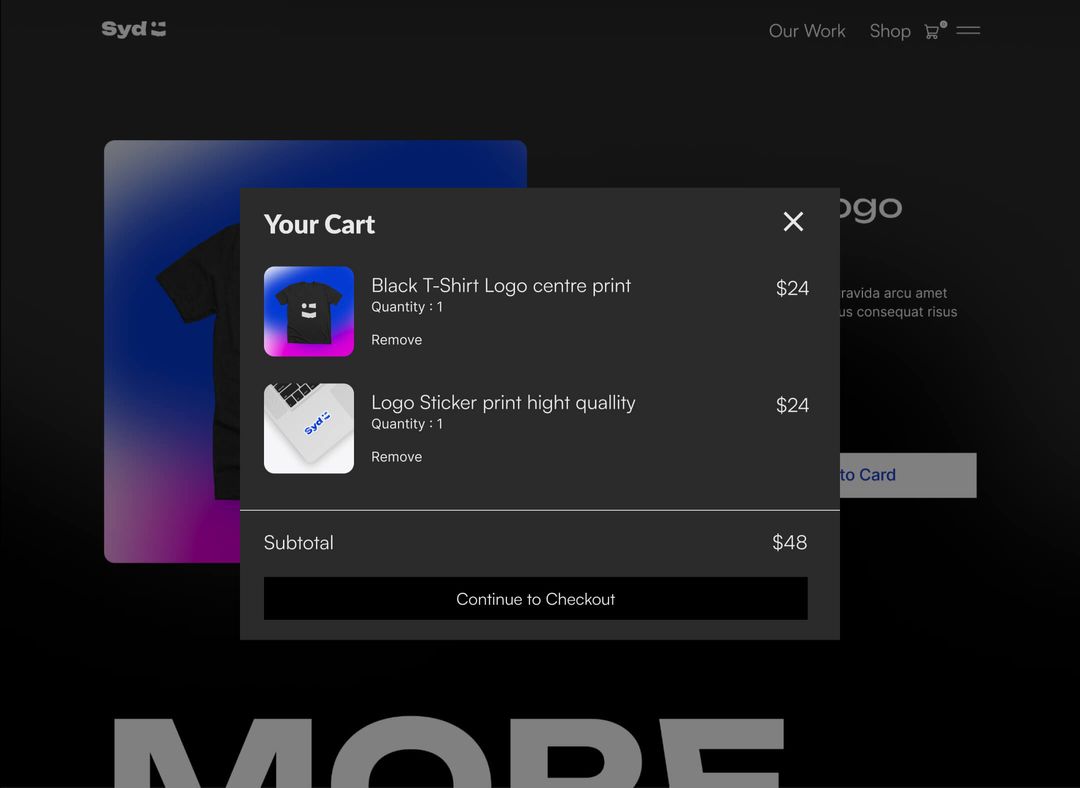 Syd
Our Work
Shop
0
ogo
ravida arcu amet
us consequat risus
to Card
Your Cart
Black T-Shirt Logo centre print
Quantity : 1
Remove
$24
Syd
Logo Sticker print hight quallity
Quantity : 1
Remove
$24
Subtotal
$48
Continue to Checkout
MORE